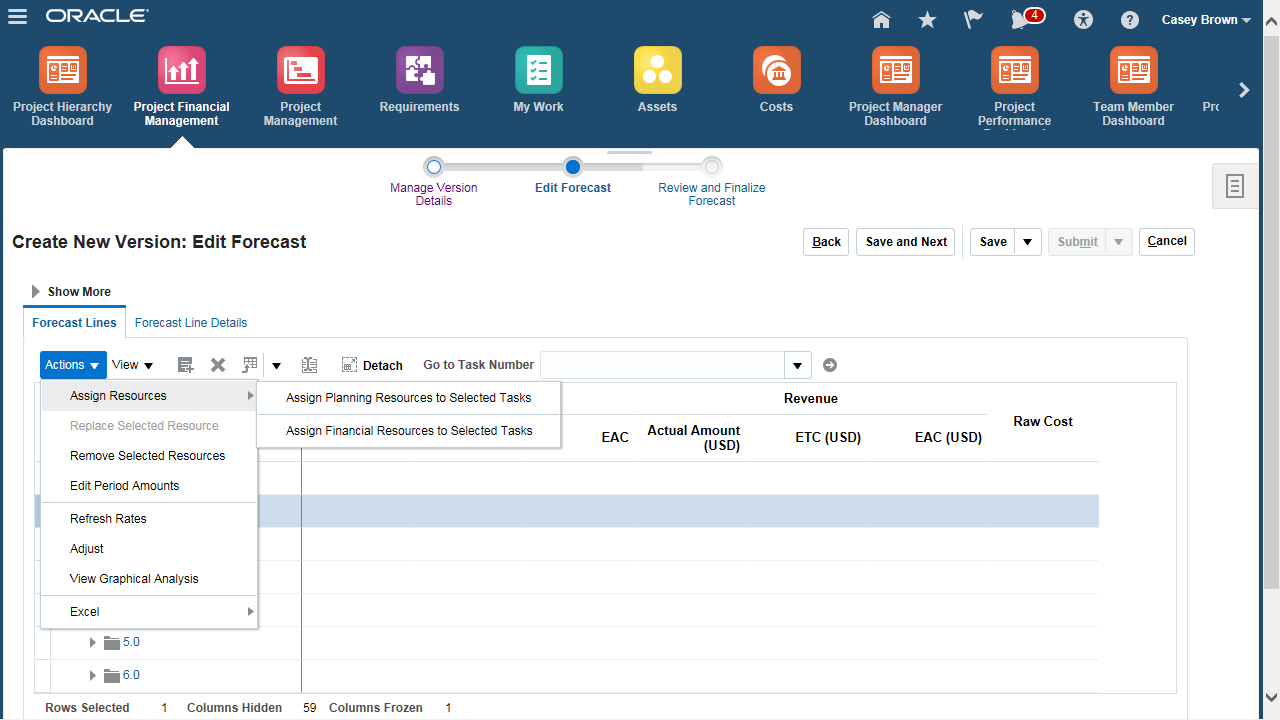 ORACLE
4
Casey Brown
Project Hierarchy
Dashboard
Project Financial
Management
Project
Management
Requirements
My Work
Assets
Costs
Project Manager
Dashboard
Project
Performance
Team Member
Dashboard
Manage Version
Details
Edit Forecast
Review and Finalize
Forecast
Create New Version: Edit Forecast
Back
Save and Next
Save
Submit
Cancel
Show More
Forecast Lines
Forecast Line Details
Actions
View
Detach
Go to Task Number
Assign Resources
Replace Selected Resource
Remove Selected Resources
Edit Period Amounts
Refresh Rates
Adjust
View Graphical Analysis
Excel
Assign Planning Resources to Selected Tasks
Assign Financial Resources to Selected Tasks
Revenue
EAC
Actual Amount
(USD)
ETC (USD)
EAC (USD)
Raw Cost
5.0
6.0
Rows Selected 1 Columns Hidden 59 Columns Frozen 1